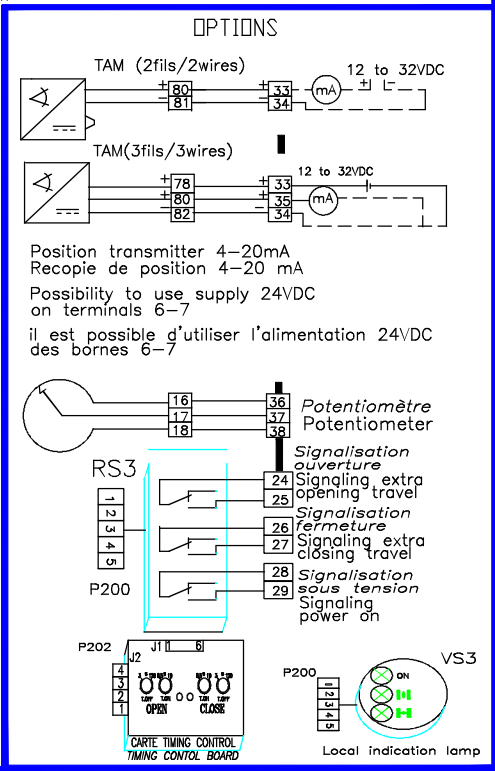 OPTIONS
TAM (2fils/2wires)
12 to 32VDC
+ 80 + 33 mA + -
- 81 - 34
TAM(3fils/3wires)
12 to 32VDC
+ 78 + 33
+ 80 + 35 mA
- 82 - 34
Position transmitter 4-20mA
Recopie de position 4-20 mA
Possibility to use supply 24VDC
on terminals 6-7
il est possible d'utiliser l'alimentation 24VDC
des bornes 6-7
16 36
17 37
18 38
Potentiomètre
Potentiometer
RS3
1
2
3
4
5
P200
Signalisation
ouverture
24 Signaling extra
25 opening travel
Signalisation
26 fermeture
27 Signaling extra
closing travel
28 Signalisation
29 sous tension
Signaling
power on
P202
J1 1 6
J2
4
3
2
1
T.OFF T.ON T.ON T.OFF
OPEN CLOSE
CARTE TIMING CONTROL
TIMING CONTOL BOARD
VS3
P200
1
2
3
4
5
ON
Local indication lamp